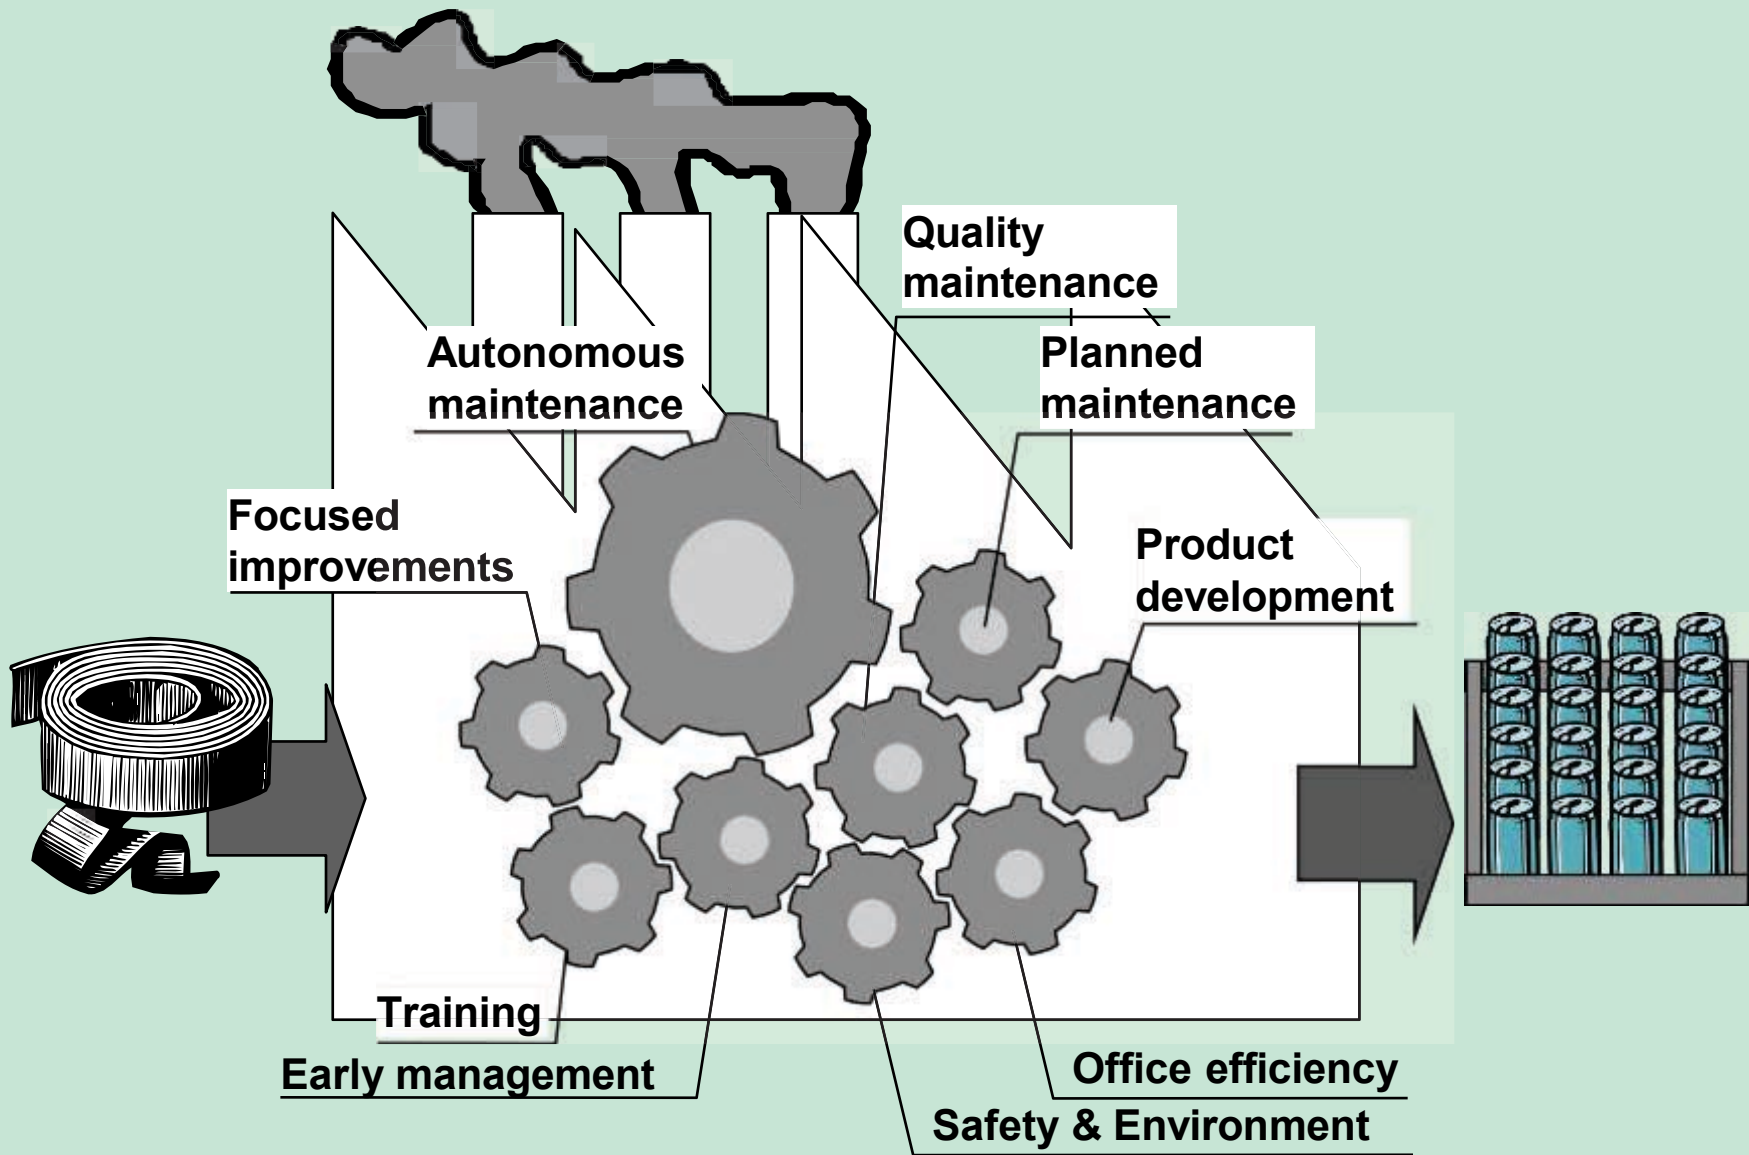 Quality
maintenance
Autonomous
maintenance
Planned
maintenance
Focused
improvements
Product
development
Training
Early management
Office efficiency
Safety & Environment